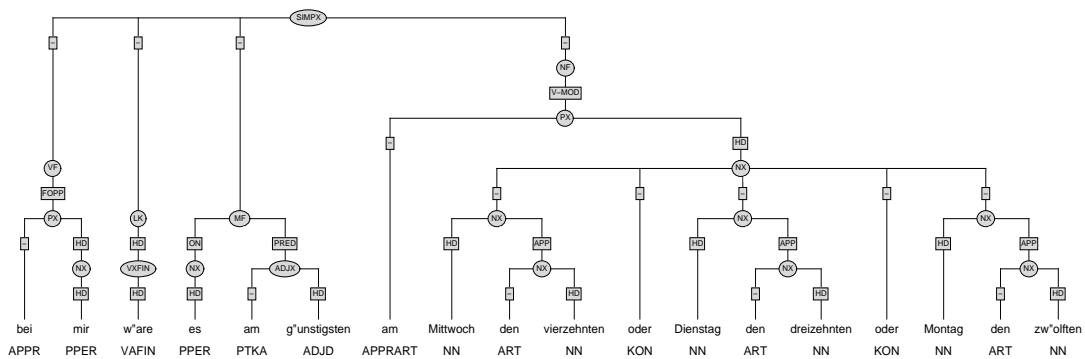 SIMPX
– – – –
NF
V–MOD
PX
– HD
VF NX
FOPP – – – – –
PX LK MF NX NX NX
– HD HD ON PRED HD APP HD APP HD APP
NX VXFIN NX ADJX NX NX NX
HD HD HD – HD – HD – HD – HD
bei mir w"are es am g"unstigsten am Mittwoch den vierzehnten oder Dienstag den dreizehnten oder Montag den zw"olften
APPR PPER VAFIN PPER PTKA ADJD APPRART NN ART NN KON NN ART NN KON NN ART NN